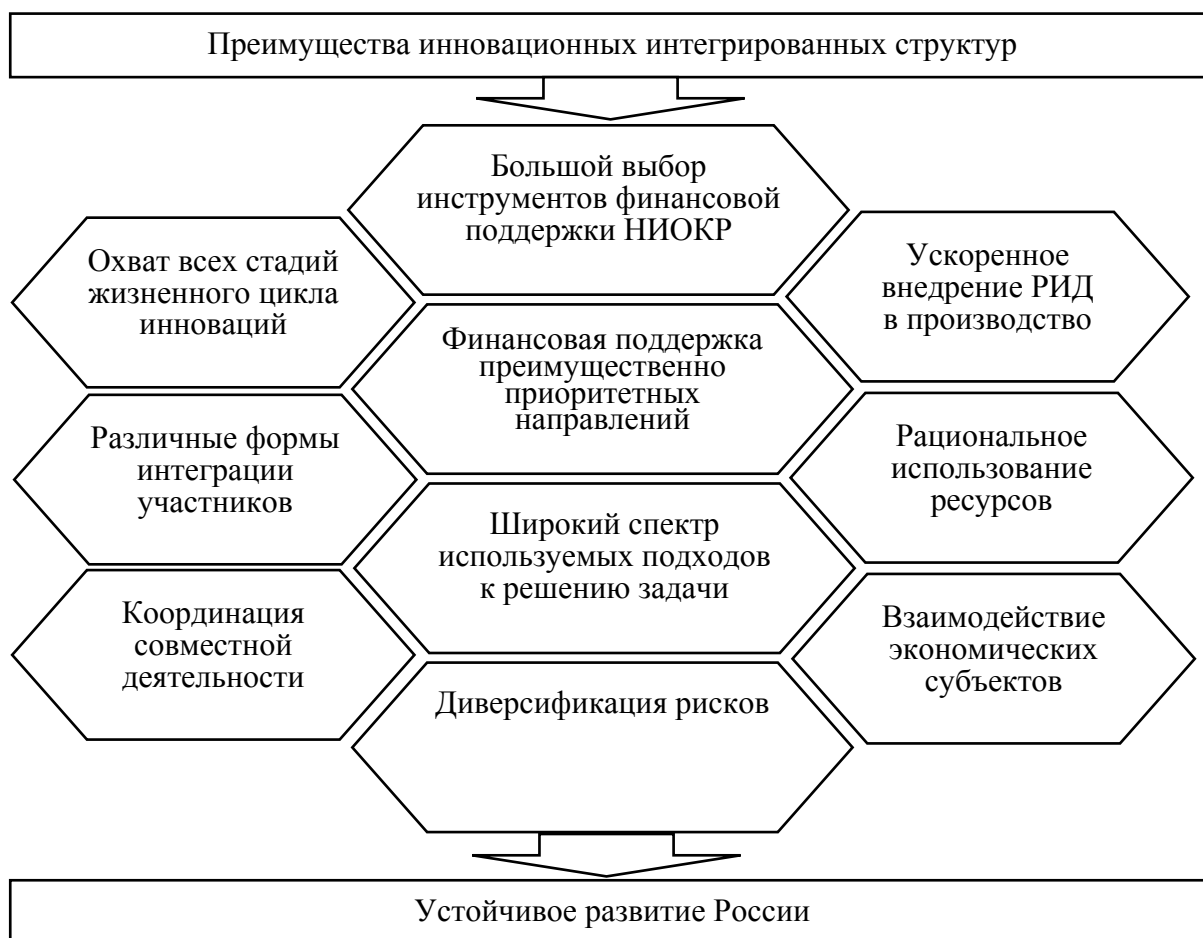 Преимущества инновационных интегрированных структур
Большой выбор
инструментов финансовой
поддержки НИОКР
Охват всех стадий
жизненного цикла
инноваций
Ускоренное
внедрение РИД
в производство
Финансовая поддержка
преимущественно
приоритетных
направлений
Различные формы
интеграции
участников
Рациональное
использование
ресурсов
Широкий спектр
используемых подходов
к решению задачи
Координация
совместной
деятельности
Взаимодействие
экономических
субъектов
Диверсификация рисков
Устойчивое развитие России